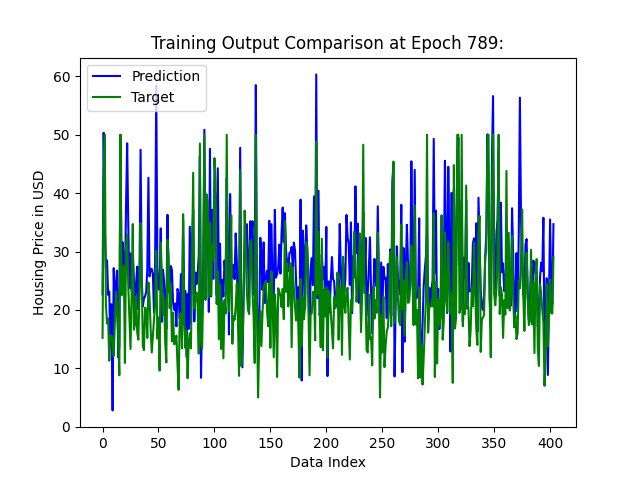 Training Output Comparison at Epoch 789:
Prediction
Target
Housing Price in USD
60
50
40
30
20
10
0
0 50 100 150 200 250 300 350 400
Data Index